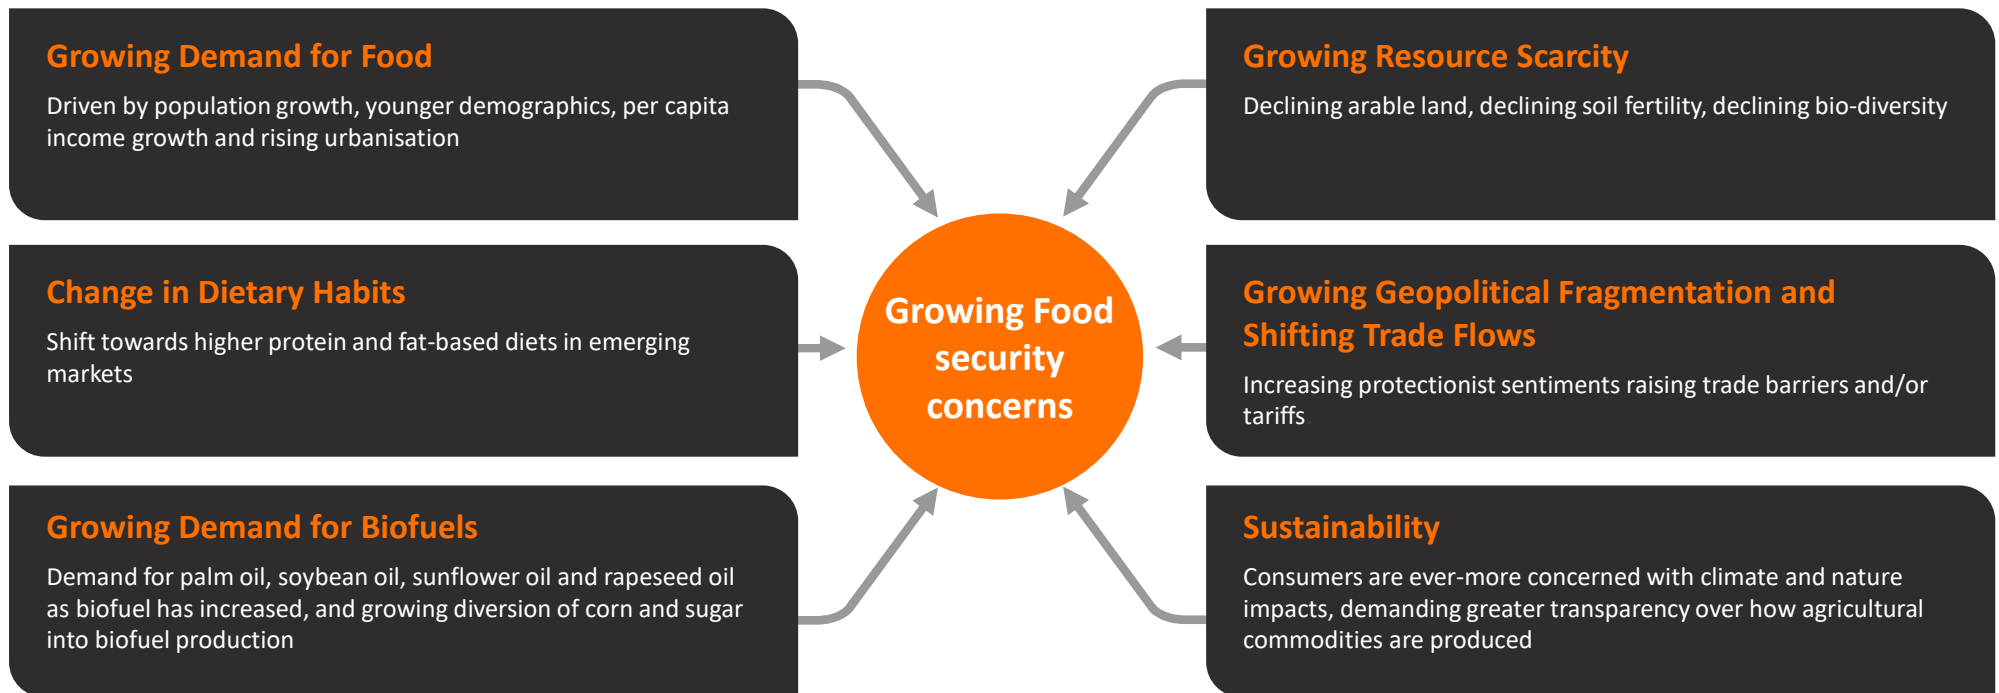 Growing Demand for Food
Driven by population growth, younger demographics, per capita
income growth and rising urbanisation
Change in Dietary Habits
Shift towards higher protein and fat-based diets in emerging
markets
Growing Demand for Biofuels
Demand for palm oil, soybean oil, sunflower oil and rapeseed oil
as biofuel has increased, and growing diversion of corn and sugar
into biofuel production
Growing Food
security
concerns
Growing Resource Scarcity
Declining arable land, declining soil fertility, declining bio-diversity
Growing Geopolitical Fragmentation and
Shifting Trade Flows
Increasing protectionist sentiments raising trade barriers and/or
tariffs
Sustainability
Consumers are ever-more concerned with climate and nature
impacts, demanding greater transparency over how agricultural
commodities are produced